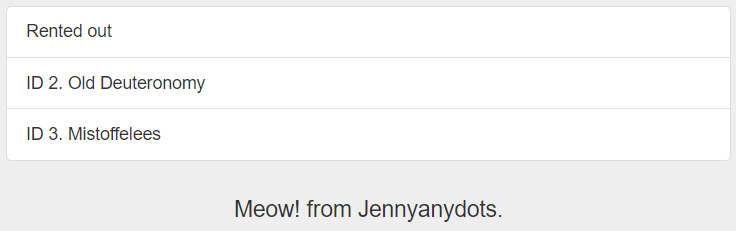 Rented out
ID 2. Old Deuteronomy
ID 3. Mistoffelees
Meow! from Jennyanydots.